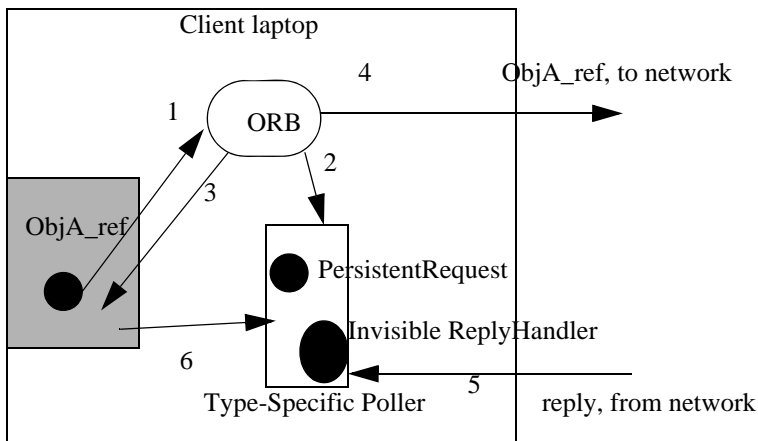 Client laptop
4
ObjA_ref, to network
1
ORB
2
3
ObjA_ref
PersistentRequest
Invisible ReplyHandler
6
5
Type-Specific Poller
reply, from network